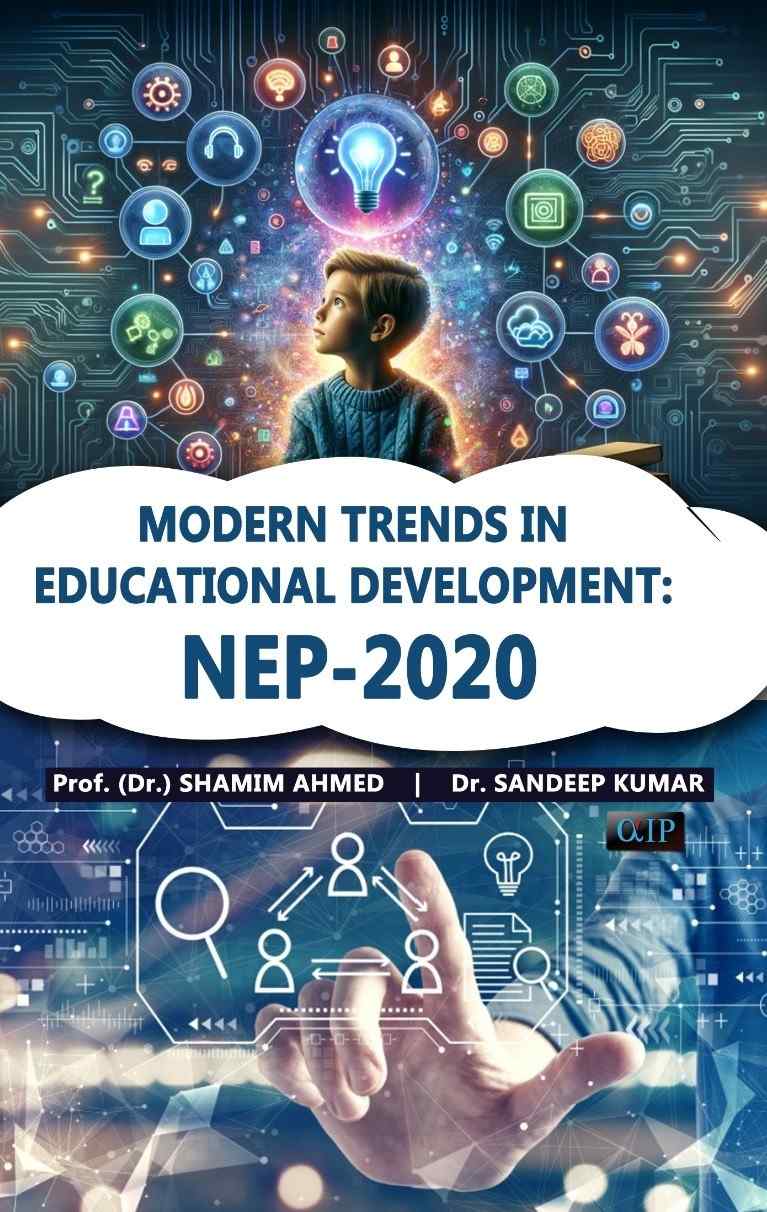 MODERN TRENDS IN
EDUCATIONAL DEVELOPMENT:
NEP-2020
Prof. (Dr.) SHAMIM AHMED | Dr. SANDEEP KUMAR
αIP